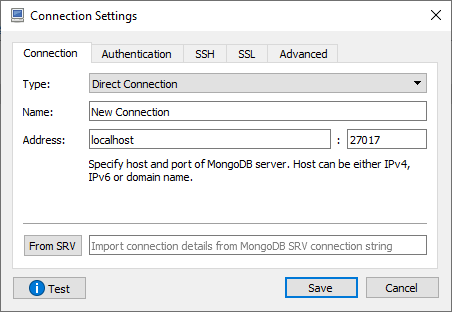 Connection Settings
Connection Authentication SSH SSL Advanced
Type: Direct Connection
Name: New Connection
Address: localhost : 27017
Specify host and port of MongoDB server. Host can be either IPv4,
IPv6 or domain name.
From SRV Import connection details from MongoDB SRV connection string
Test Save Cancel